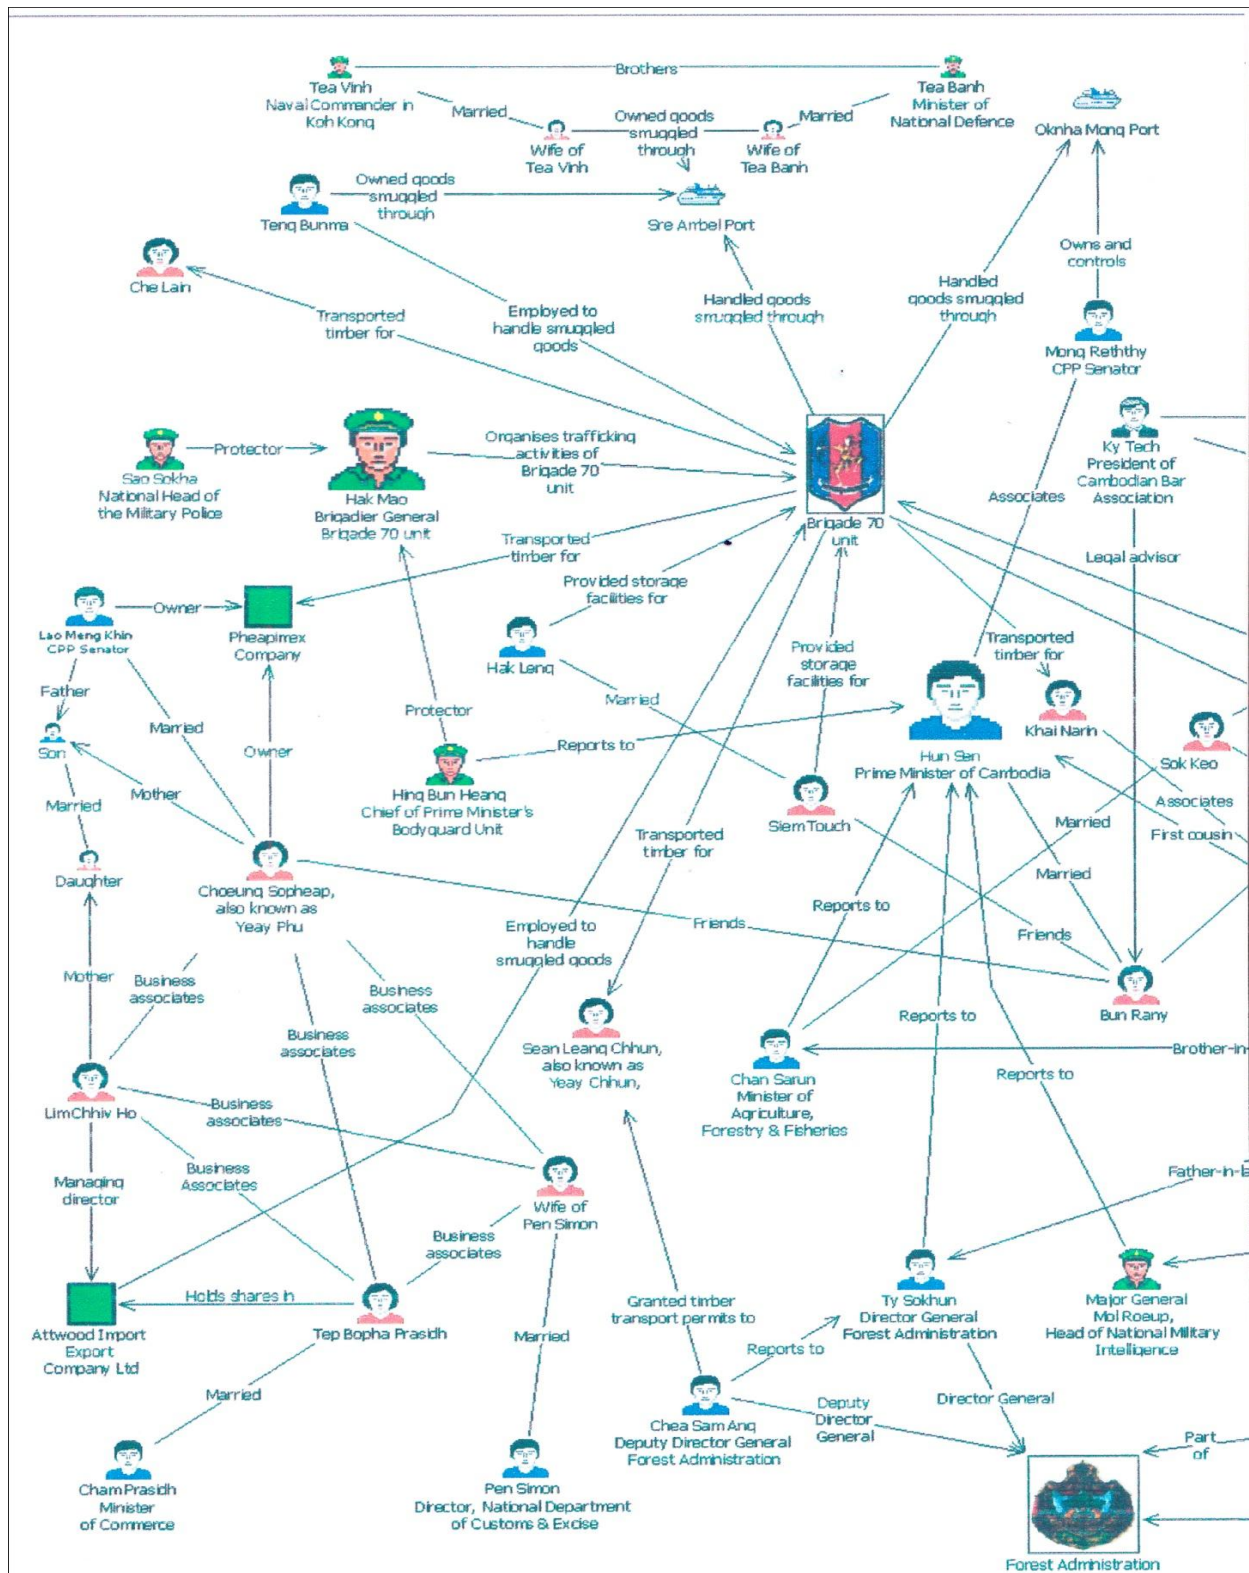 Brothers
Tea Vinh
Naval Commander in
Koh Kong
Tea Banh
Minister of
National Defence
Married
Owned goods
smuggled
through
Married
Wife of
Tea Vinh
Wife of
Tea Banh
Oknha Mong Port
Owned goods
smuggled
through
Teng Bunma
Sre Ambel Port
Che Lain
Owns and
controls
Transported
timber for
Employed to
handle smuggled
goods
Handled goods
smuggled through
Handled
goods smuggled
through
Mong Reththy
CPP Senator
Protector
Sao Sokha
National Head of
the Military Police
Hak Mao
Brigadier General
Brigade 70 unit
Organises trafficking
activities of
Brigade 70
unit
Brigade 70
unit
Ky Tech
President of
Cambodian Bar
Association
Associates
Transported
timber for
Provided storage
facilities for
Legal advisor
Lao Meng Khin
CPP Senator
Owner
Pheapimex
Company
Hak Leng
Provided
storage
facilities for
Transported
timber for
Father
Son
Married
Owner
Protector
Married
Khai Narin
Reports to
Hun Sen
Prime Minister of Cambodia
Sok Keo
Mother
Married
Hing Bun Heang
Chief of Prime Minister's
Bodyguard Unit
Siem Touch
Associates
Married
First cousin
Transported
timber for
Daughter
Choeung Sopheap,
also known as
Yeay Phu
Married
Reports to
Friends
Employed to
handle
smuggled goods
Friends
Mother
Business
associates
Business
associates
Bun Rany
Reports to
Business
associates
Sean Leang Chhun,
also known as
Yeay Chhun,
Brother-in-
Chan Sarun
Minister of
Agriculture,
Forestry & Fisheries
Reports to
Lim Chhiv Ho
Business
associates
Business
Associates
Managing
director
Father-in-la
Wife of
Pen Simon
Business
associates
Holds shares in
Attwood Import
Export
Company Ltd
Tep Bopha Prasidh
Married
Granted timber
transport permits to
Ty Sokhun
Director General
Forest Administration
Major General
Mol Roeup,
Head of National Military
Intelligence
Reports to
Married
Chea Sam Ang
Deputy Director General
Forest Administration
Deputy
Director
General
Director General
Part
of
Cham Prasidh
Minister
of Commerce
Pen Simon
Director, National Department
of Customs & Excise
Forest Administration